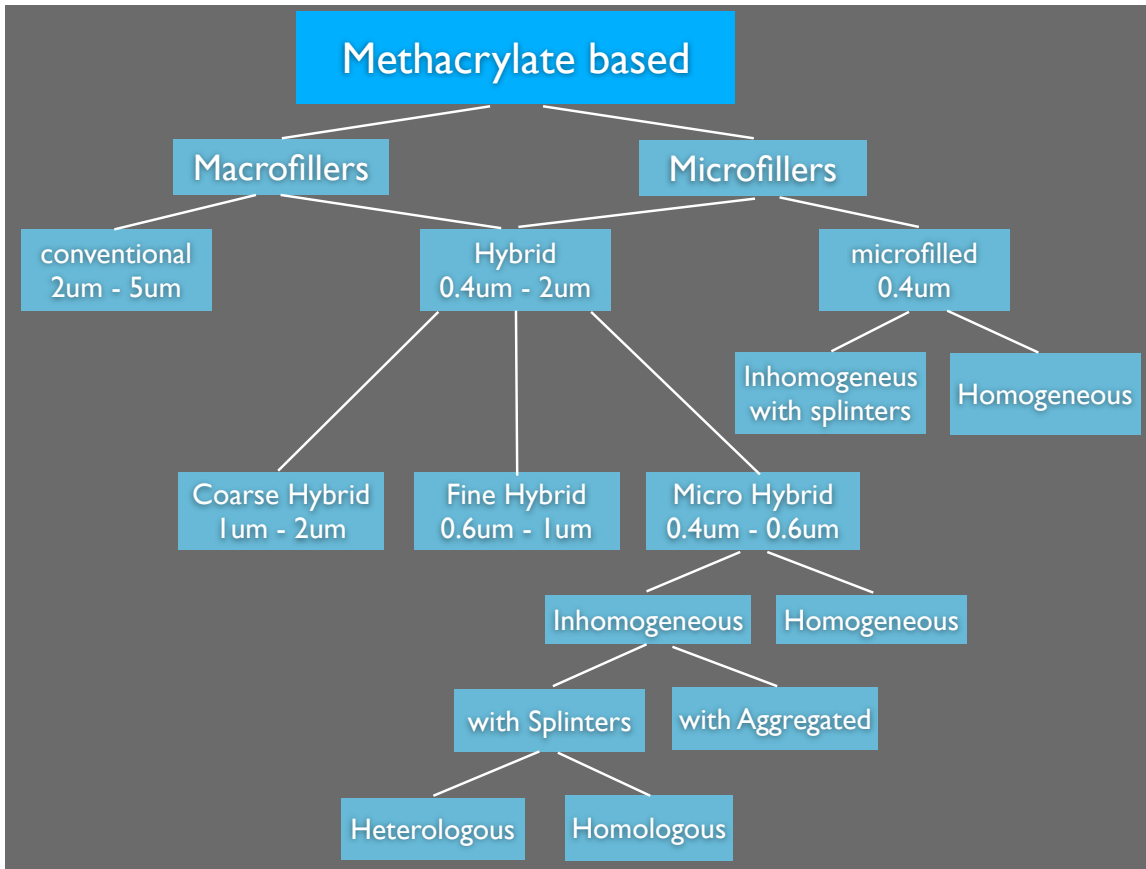 Methacrylate based
Macrofillers
Microfillers
conventional
2um - 5um
Hybrid
0.4um - 2um
microfilled
0.4um
Inhomogeneus
with splinters
Homogeneous
Coarse Hybrid
1um - 2um
Fine Hybrid
0.6um - 1um
Micro Hybrid
0.4um - 0.6um
Inhomogeneous
Homogeneous
with Splinters
with Aggregated
Heterologous
Homologous